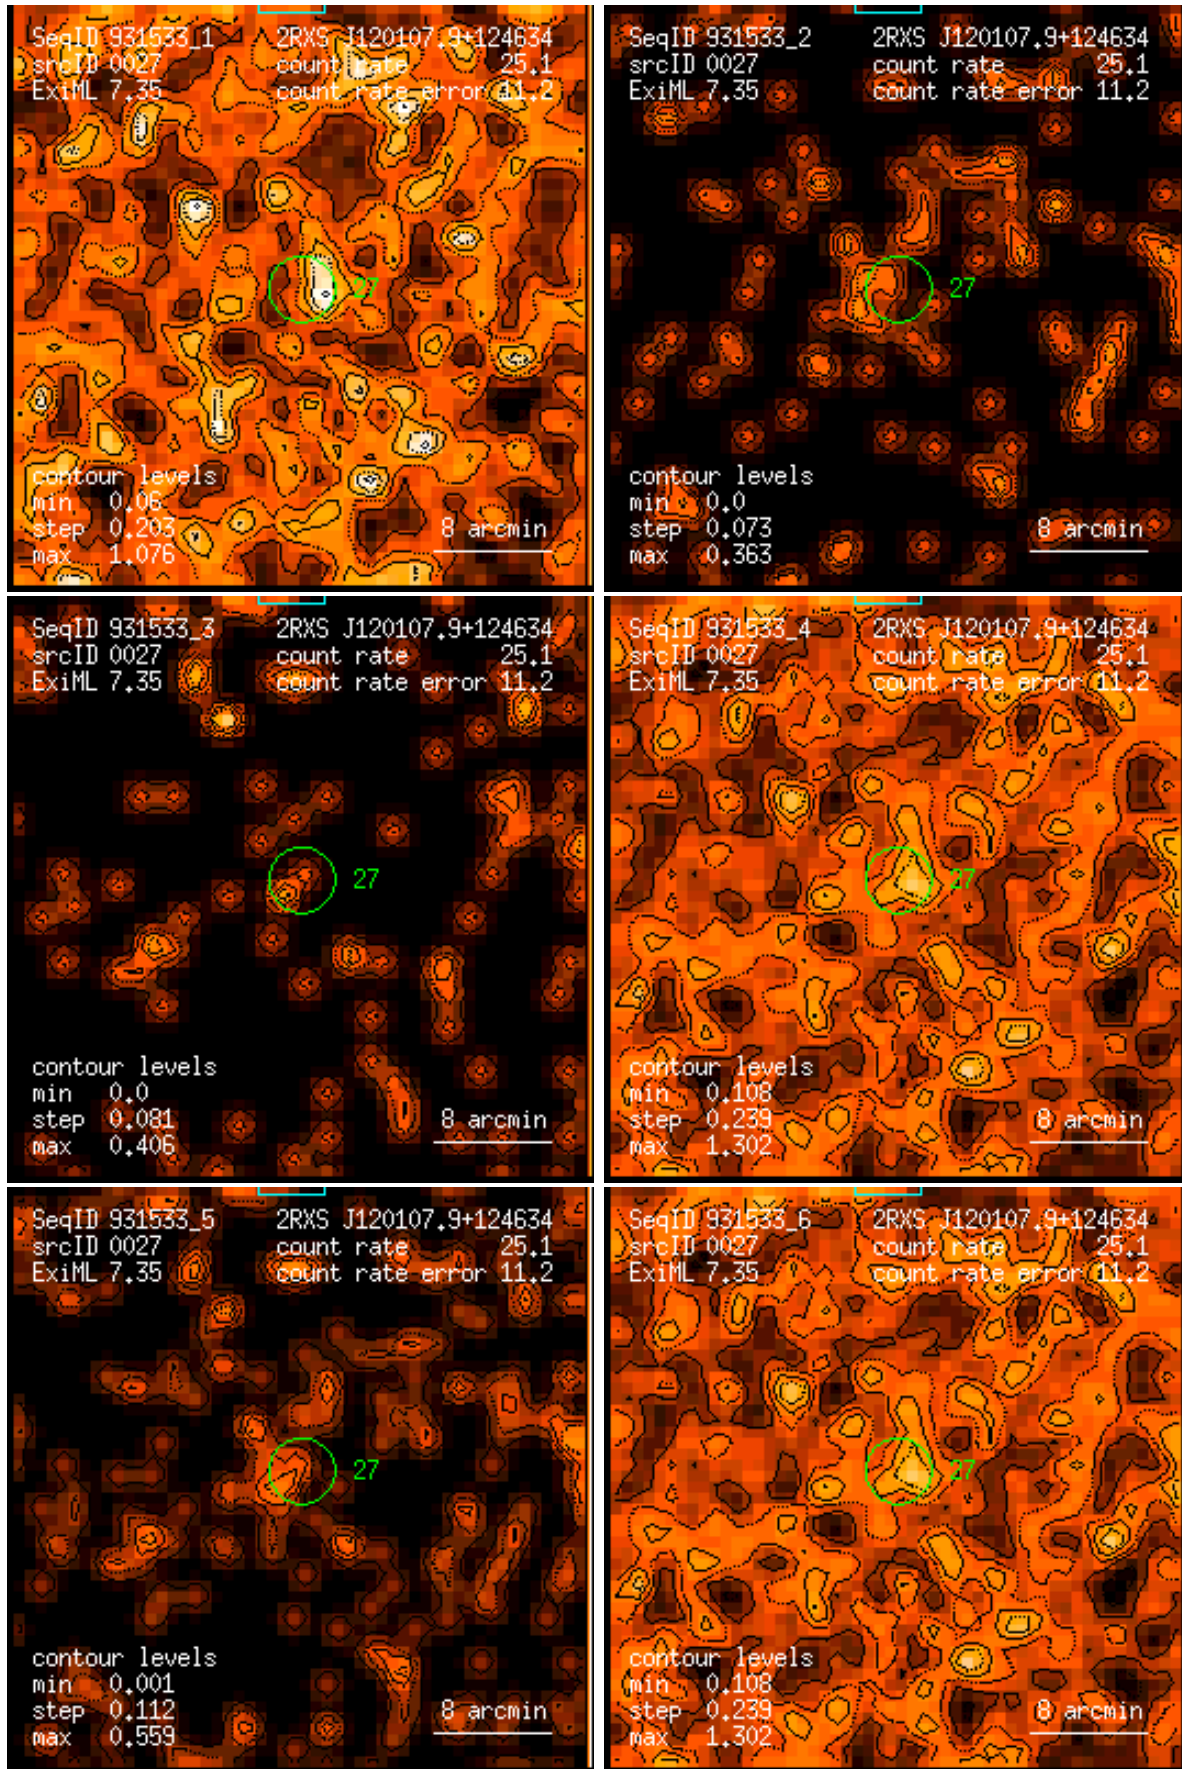 SeqID 931533_1 2RXS J120107.9+124634
srcID 0027 count rate 25.1
ExiML 7.35 count rate error 11.2
27
contour levels
min 0.06
step 0.203 8 arcmin
max 1.076
SeqID 931533_2 2RXS J120107.9+124634
srcID 0027 count rate 25.1
ExiML 7.35 count rate error 11.2
27
contour levels
min 0.0
step 0.073 8 arcmin
max 0.363
SeqID 931533_3 2RXS J120107.9+124634
srcID 0027 count rate 25.1
ExiML 7.35 count rate error 11.2
27
contour levels
min 0.0
step 0.081 8 arcmin
max 0.406
SeqID 931533_4 2RXS J120107.9+124634
srcID 0027 count rate 25.1
ExiML 7.35 count rate error 11.2
27
contour levels
min 0.108
step 0.239 8 arcmin
max 1.302
SeqID 931533_5 2RXS J120107.9+124634
srcID 0027 count rate 25.1
ExiML 7.35 count rate error 11.2
27
contour levels
min 0.001
step 0.112 8 arcmin
max 0.559
SeqID 931533_6 2RXS J120107.9+124634
srcID 0027 count rate 25.1
ExiML 7.35 count rate error 11.2
27
contour levels
min 0.108
step 0.239 8 arcmin
max 1.302